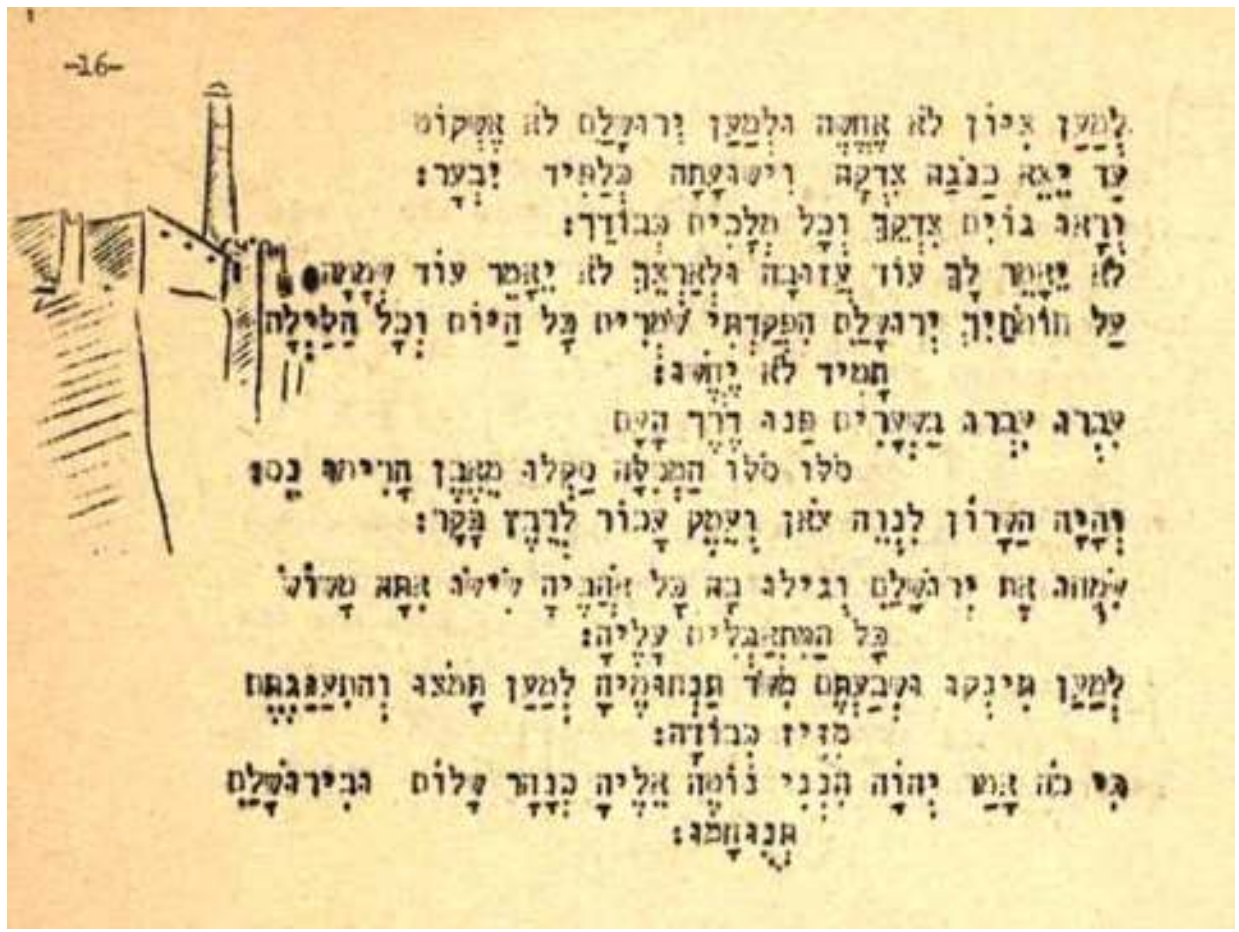 -16-
לְמַעַן צִיּוֹן לֹא אֶחֱשֶׁה וּלְמַעַן יְרוּשָׁלַם לֹא אֶשְׁקוֹט
עַד יֵצֵא כַנֹּגַהּ צִדְקָהּ וִישׁוּעָתָהּ כְּלַפִּיד יִבְעָר:
וְרָאוּ גוֹיִם צִדְקֵךְ וְכָל מְלָכִים כְּבוֹדֵךְ:
לֹא יֵאָמֵר לָךְ עוֹד עֲזוּבָה וּלְאַרְצֵךְ לֹא יֵאָמֵר עוֹד שְׁמָמָה
עַל חוֹמֹתַיִךְ יְרוּשָׁלַם הִפְקַדְתִּי שֹׁמְרִים כָּל הַיּוֹם וְכָל הַלַּיְלָה
תָּמִיד לֹא יֶחֱשׁוּ:
עִבְרוּ עִבְרוּ בַּשְּׁעָרִים פַּנּוּ דֶּרֶךְ הָעָם
סֹלּוּ סֹלּוּ הַמְסִלָּה סַקְּלוּ מֵאֶבֶן הָרִימוּ נֵס:
וְהָיָה הַשָּׁרוֹן לִנְוֵה צֹאן וְעֵמֶק עָכוֹר לְרֵבֶץ בָּקָר:
שִׂמְחוּ אֶת יְרוּשָׁלַם וְגִילוּ בָהּ כָּל אֹהֲבֶיהָ שִׂישׂוּ אִתָּהּ מָשׂוֹשׂ
כָּל הַמִּתְאַבְּלִים עָלֶיהָ:
לְמַעַן תִּינְקוּ וּשְׂבַעְתֶּם מִשֹּׁד תַּנְחוּמֶיהָ לְמַעַן תָּמֹצּוּ וְהִתְעַנַּגְתֶּם
מִזִּיז כְּבוֹדָהּ:
כִּי כֹה אָמַר יְהוָה הִנְנִי נוֹטֶה אֵלֶיהָ כְּנָהָר שָׁלוֹם וּבִירוּשָׁלַם
תְּנֻחָמוּ: